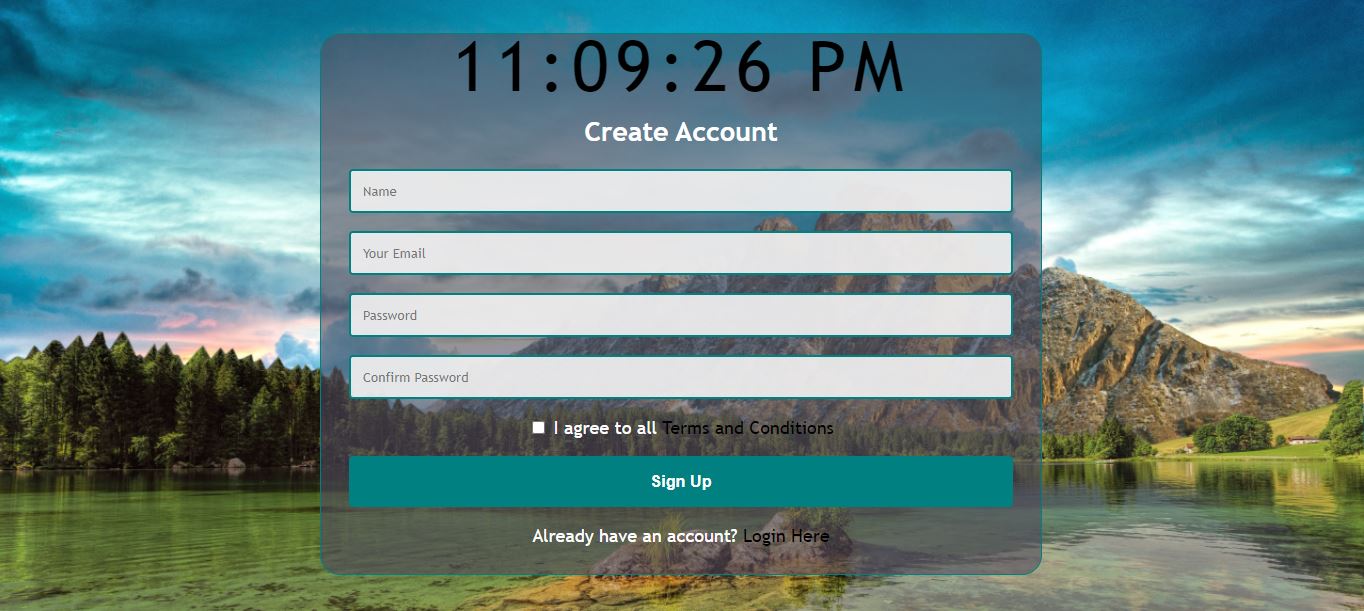 11:09:26 PM
Create Account
Name
Your Email
Password
Confirm Password
I agree to all Terms and Conditions
Sign Up
Already have an account? Login Here